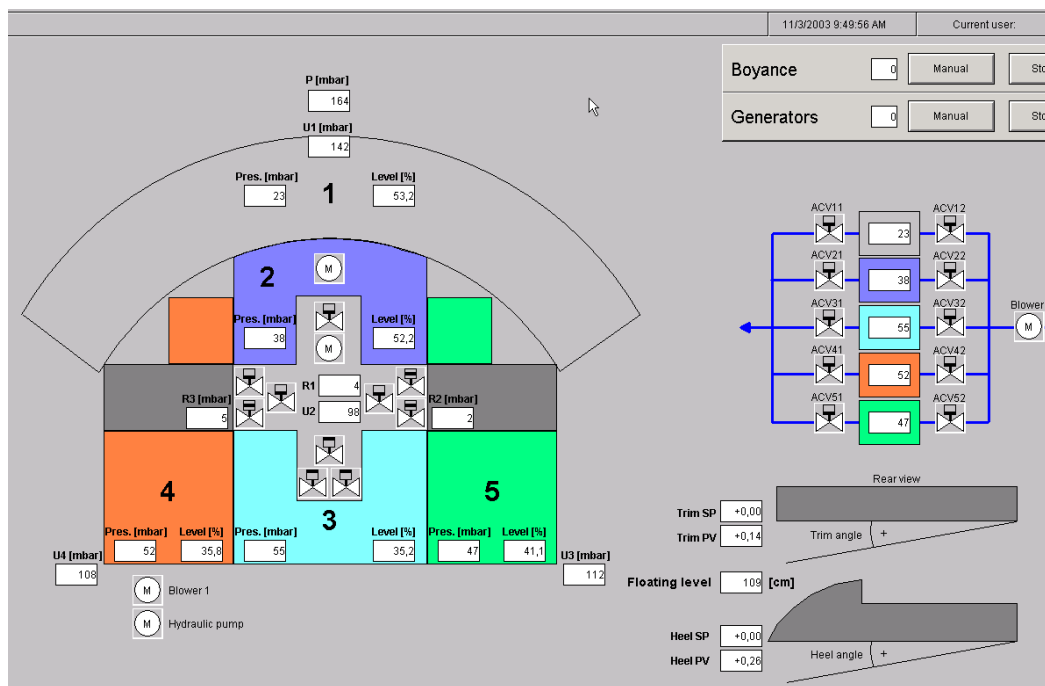 11/3/2003 9:49:56 AM Current user:
Boyance 0 Manual Sto
Generators 0 Manual Sto
P [mbar]
164
U1 [mbar]
142
Pres. [mbar] 1 Level [%]
23 53,2
2 M
Pres. [mbar] Level [%]
38 52,2
M
R1 4
R3 [mbar] R2 [mbar]
5 U2 98 2
4 5
3
Pres. [mbar] Level [%] Pres. [mbar] Level [%] Pres. [mbar] Level [%]
52 35,8 55 35,2 47 41,1
U4 [mbar] U3 [mbar]
108 112
M Blower 1
M Hydraulic pump
ACV11 ACV12
23
ACV21 ACV22
38
ACV31 ACV32 Blower
55 M
ACV41 ACV42
52
ACV51 ACV52
47
Rear view
Trim SP +0,00
Trim PV +0,14 Trim angle +
Floating level 109 [cm]
Heel SP +0,00
Heel PV +0,26 Heel angle +